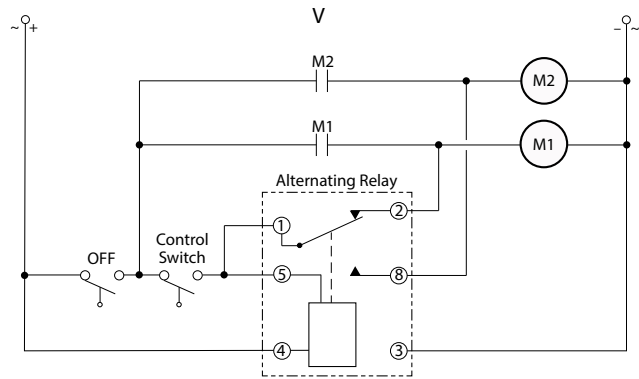 V
~ +
– ~
M2
M2
M1
M1
Alternating Relay
2
1
Control
Switch
OFF
5
8
4
3